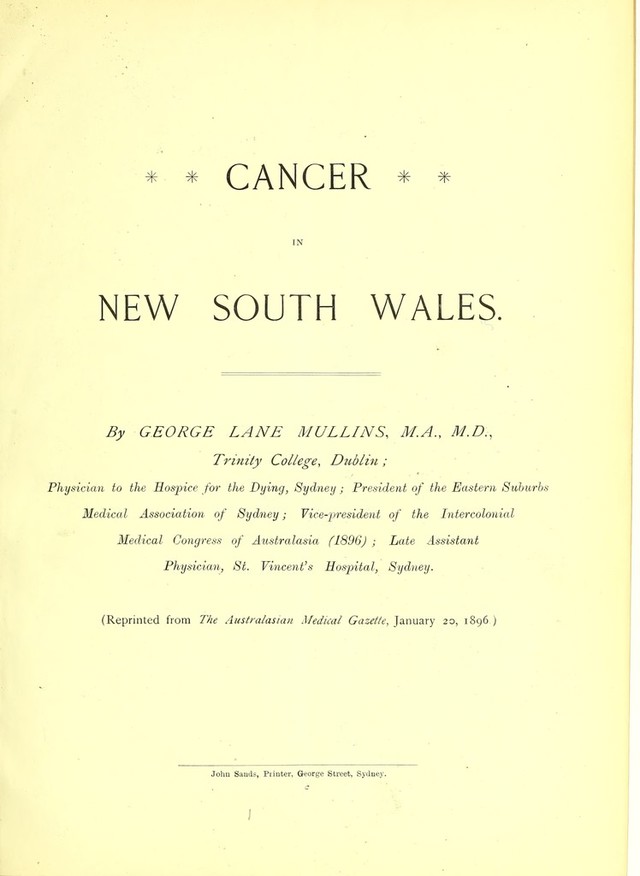 * * CANCER * *
IN
NEW SOUTH WALES.
By GEORGE LANE MULLINS, M.A., M.D.,
Trinity College, Dublin ;
Physician to the Hospice for the Dying, Sydney ; President of the Eastern Suburbs
Medical Association of Sydney ; Vice-president of the Intercolonial
Medical Congress of Australasia (1896) ; Late Assistant
Physician, St. Vincent's Hospital, Sydney.
(Reprinted from The Australasian Medical Gazette, January 20, 1896 )
John Sands, Printer, George Street, Sydney.